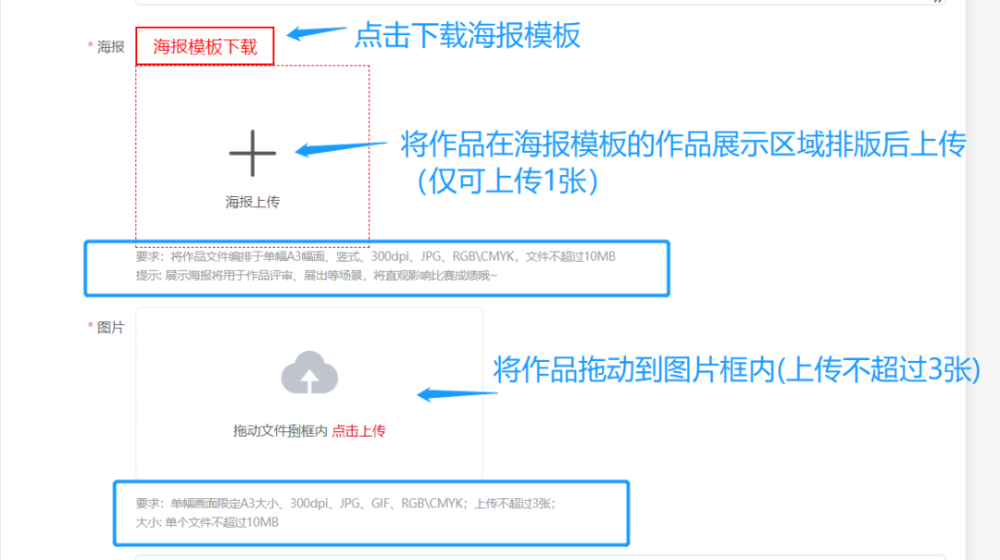 * 海报
海报模板下载
点击下载海报模板
将作品在海报模板的作品展示区域排版后上传
（仅可上传1张）
海报上传
要求：将作品文件编排于单幅A3幅面、竖式、300dpi、JPG、RGB\CMYK，文件不超过10MB
提示: 展示海报将用于作品评审、展出等场景，将直观影响比赛成绩哦~
* 图片
将作品拖动到图片框内(上传不超过3张)
拖动文件捯框内 点击上传
要求：单幅画面限定A3大小、300dpi、JPG、GIF、RGB\CMYK；上传不超过3张；
大小: 单个文件不超过10MB